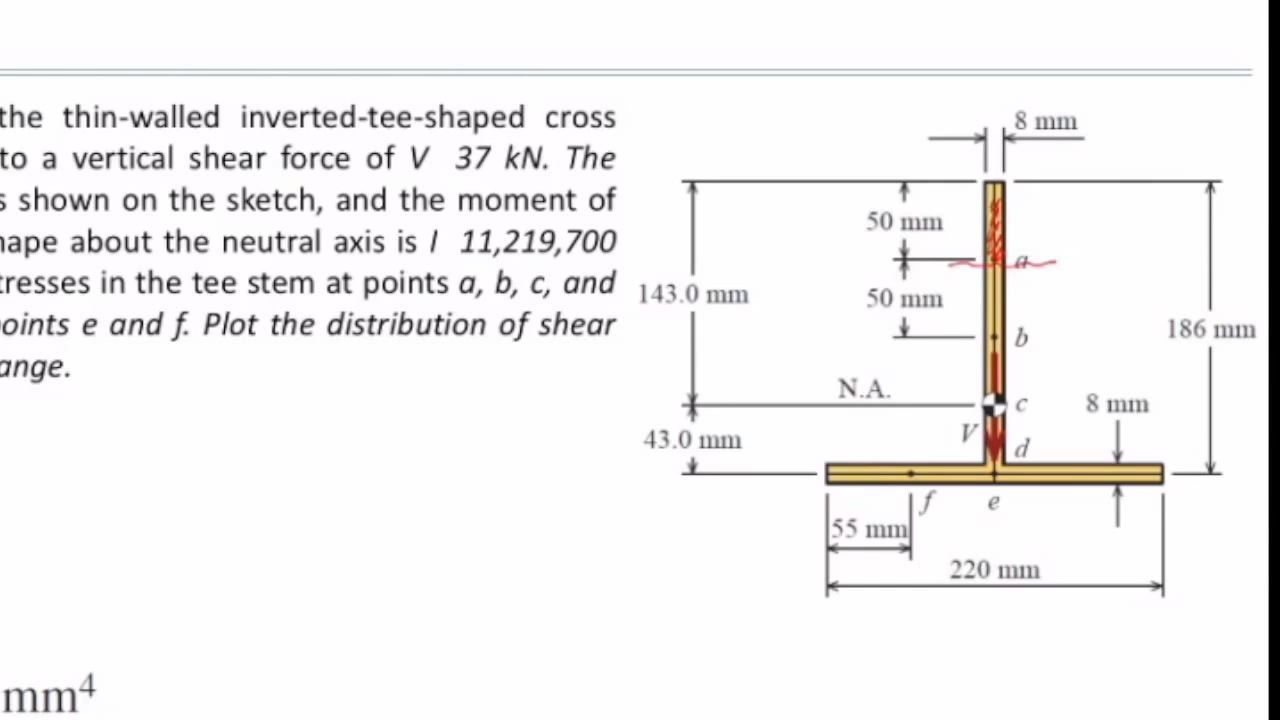 the thin-walled inverted-tee-shaped cross
to a vertical shear force of V 37 kN. The
s shown on the sketch, and the moment of
hape about the neutral axis is I 11,219,700
tresses in the tee stem at points a, b, c, and
oints e and f. Plot the distribution of shear
ange.
mm⁴
8 mm
50 mm
a
50 mm
143.0 mm
b
186 mm
N.A.
c
8 mm
43.0 mm
V
d
f
e
55 mm
220 mm